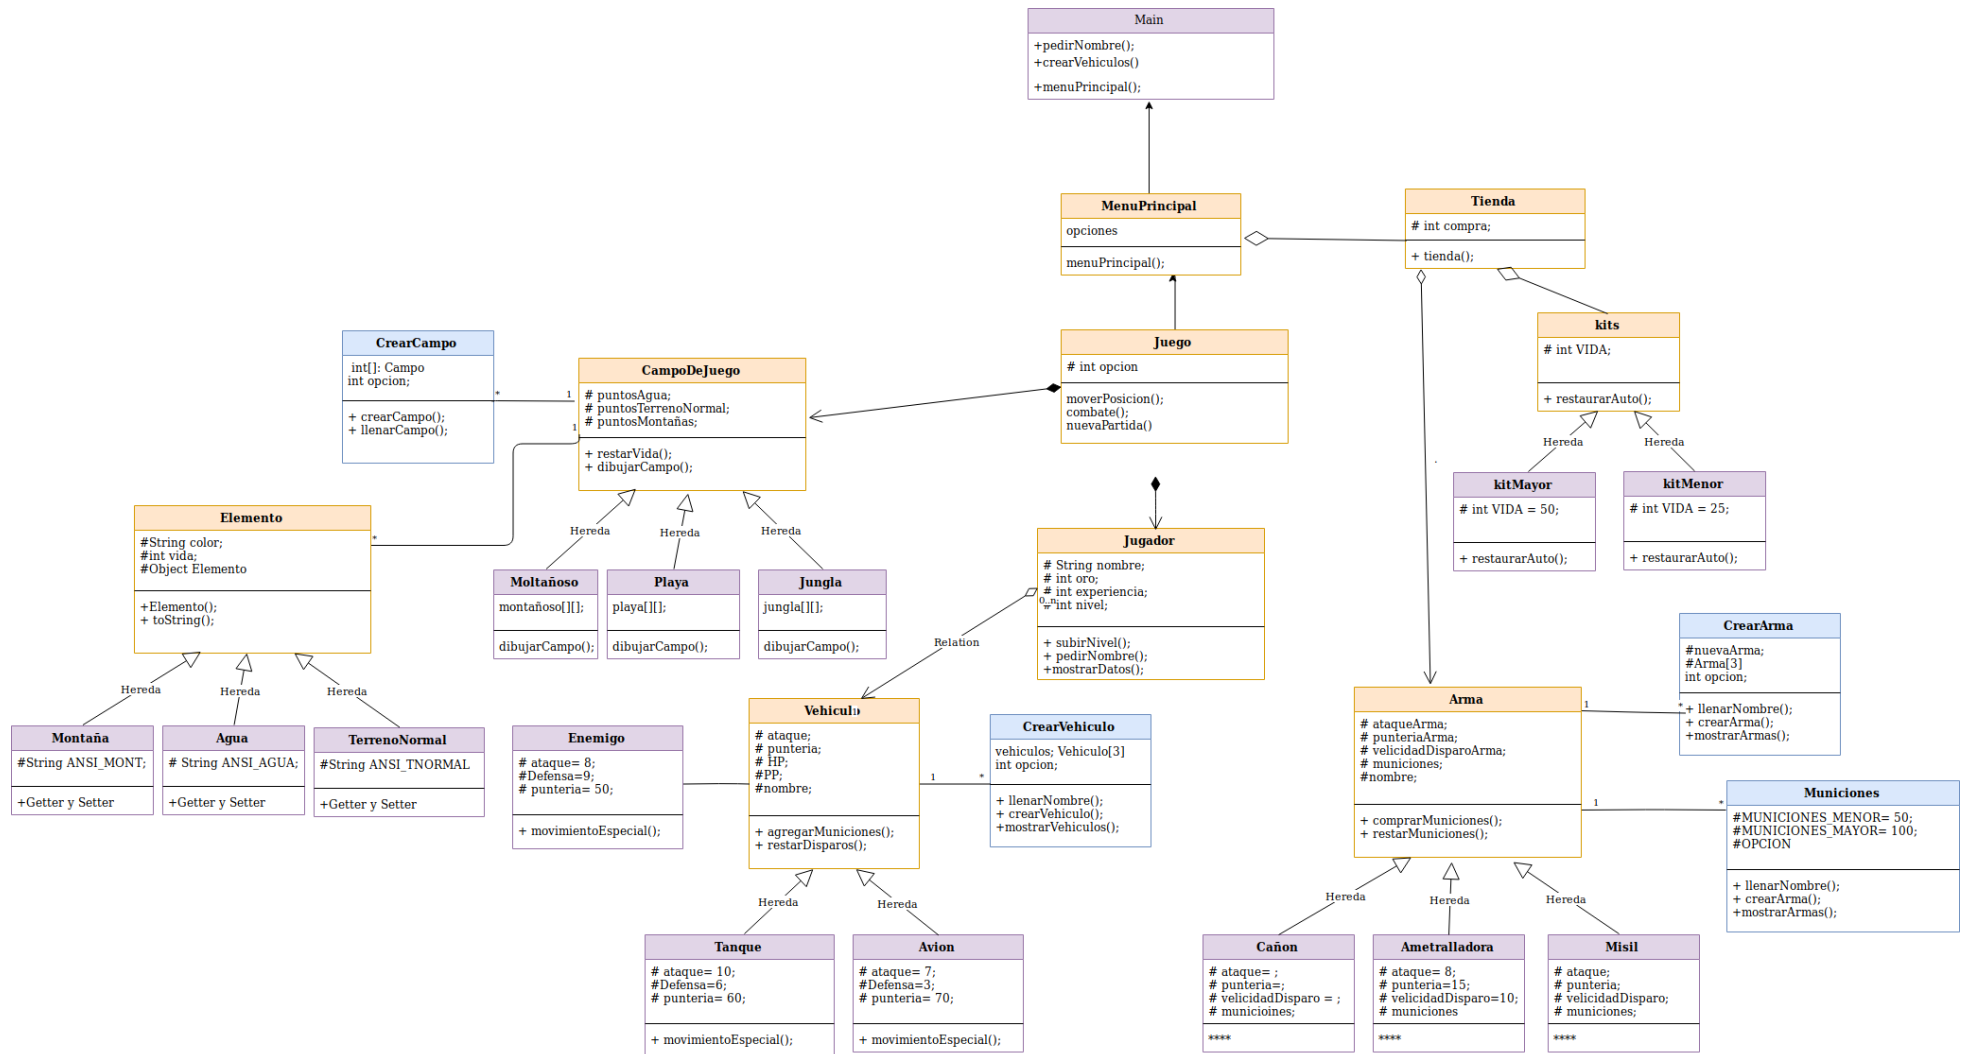 Main
+pedirNombre();
+crearVehiculos()
+menuPrincipal();
MenuPrincipal
opciones
menuPrincipal();
Tienda
# int compra;
+ tienda();
kits
# int VIDA;
+ restaurarAuto();
Hereda
Hereda
kitMayor
# int VIDA = 50;
+ restaurarAuto();
kitMenor
# int VIDA = 25;
+ restaurarAuto();
Juego
# int opcion
moverPosicion();
combate();
nuevaPartida()
CrearCampo
int[]: Campo
int opcion;
+ crearCampo();
+ llenarCampo();
*
1
CampoDeJuego
# puntosAgua;
# puntosTerrenoNormal;
# puntosMontañas;
+ restarVida();
+ dibujarCampo();
1
*
Hereda
Hereda
Hereda
Moltañoso
montañoso[][];
dibujarCampo();
Playa
playa[][];
dibujarCampo();
Jungla
jungla[][];
dibujarCampo();
Elemento
#String color;
#int vida;
#Object Elemento
+Elemento();
+ toString();
Hereda
Hereda
Hereda
Montaña
#String ANSI_MONT;
+Getter y Setter
Agua
# String ANSI_AGUA;
+Getter y Setter
TerrenoNormal
#String ANSI_TNORMAL
+Getter y Setter
Jugador
# String nombre;
# int oro;
# int experiencia;
# int nivel;
0..n
+ subirNivel();
+ pedirNombre();
+mostrarDatos();
Relation
Enemigo
# ataque= 8;
#Defensa=9;
# punteria= 50;
+ movimientoEspecial();
Vehiculo
1
# ataque;
# punteria;
# HP;
#PP;
#nombre;
+ agregarMuniciones();
+ restarDisparos();
1
*
CrearVehiculo
vehiculos; Vehiculo[3]
int opcion;
+ llenarNombre();
+ crearVehiculo();
+mostrarVehiculos();
Hereda
Hereda
Tanque
# ataque= 10;
#Defensa=6;
# punteria= 60;
+ movimientoEspecial();
Avion
# ataque= 7;
#Defensa=3;
# punteria= 70;
+ movimientoEspecial();
Arma
# ataqueArma;
# punteriaArma;
# velicidadDisparoArma;
# municiones;
#nombre;
+ comprarMuniciones();
+ restarMuniciones();
1
*
CrearArma
#nuevaArma;
#Arma[3]
int opcion;
+ llenarNombre();
+ crearArma();
+mostrarArmas();
1
*
Municiones
#MUNICIONES_MENOR= 50;
#MUNICIONES_MAYOR= 100;
#OPCION
+ llenarNombre();
+ crearArma();
+mostrarArmas();
Hereda
Hereda
Hereda
Cañon
# ataque= ;
# punteria=;
# velicidadDisparo = ;
# municioines;
****
Ametralladora
# ataque= 8;
# punteria=15;
# velicidadDisparo=10;
# municiones
****
Misil
# ataque;
# punteria;
# velicidadDisparo;
# municiones;
****